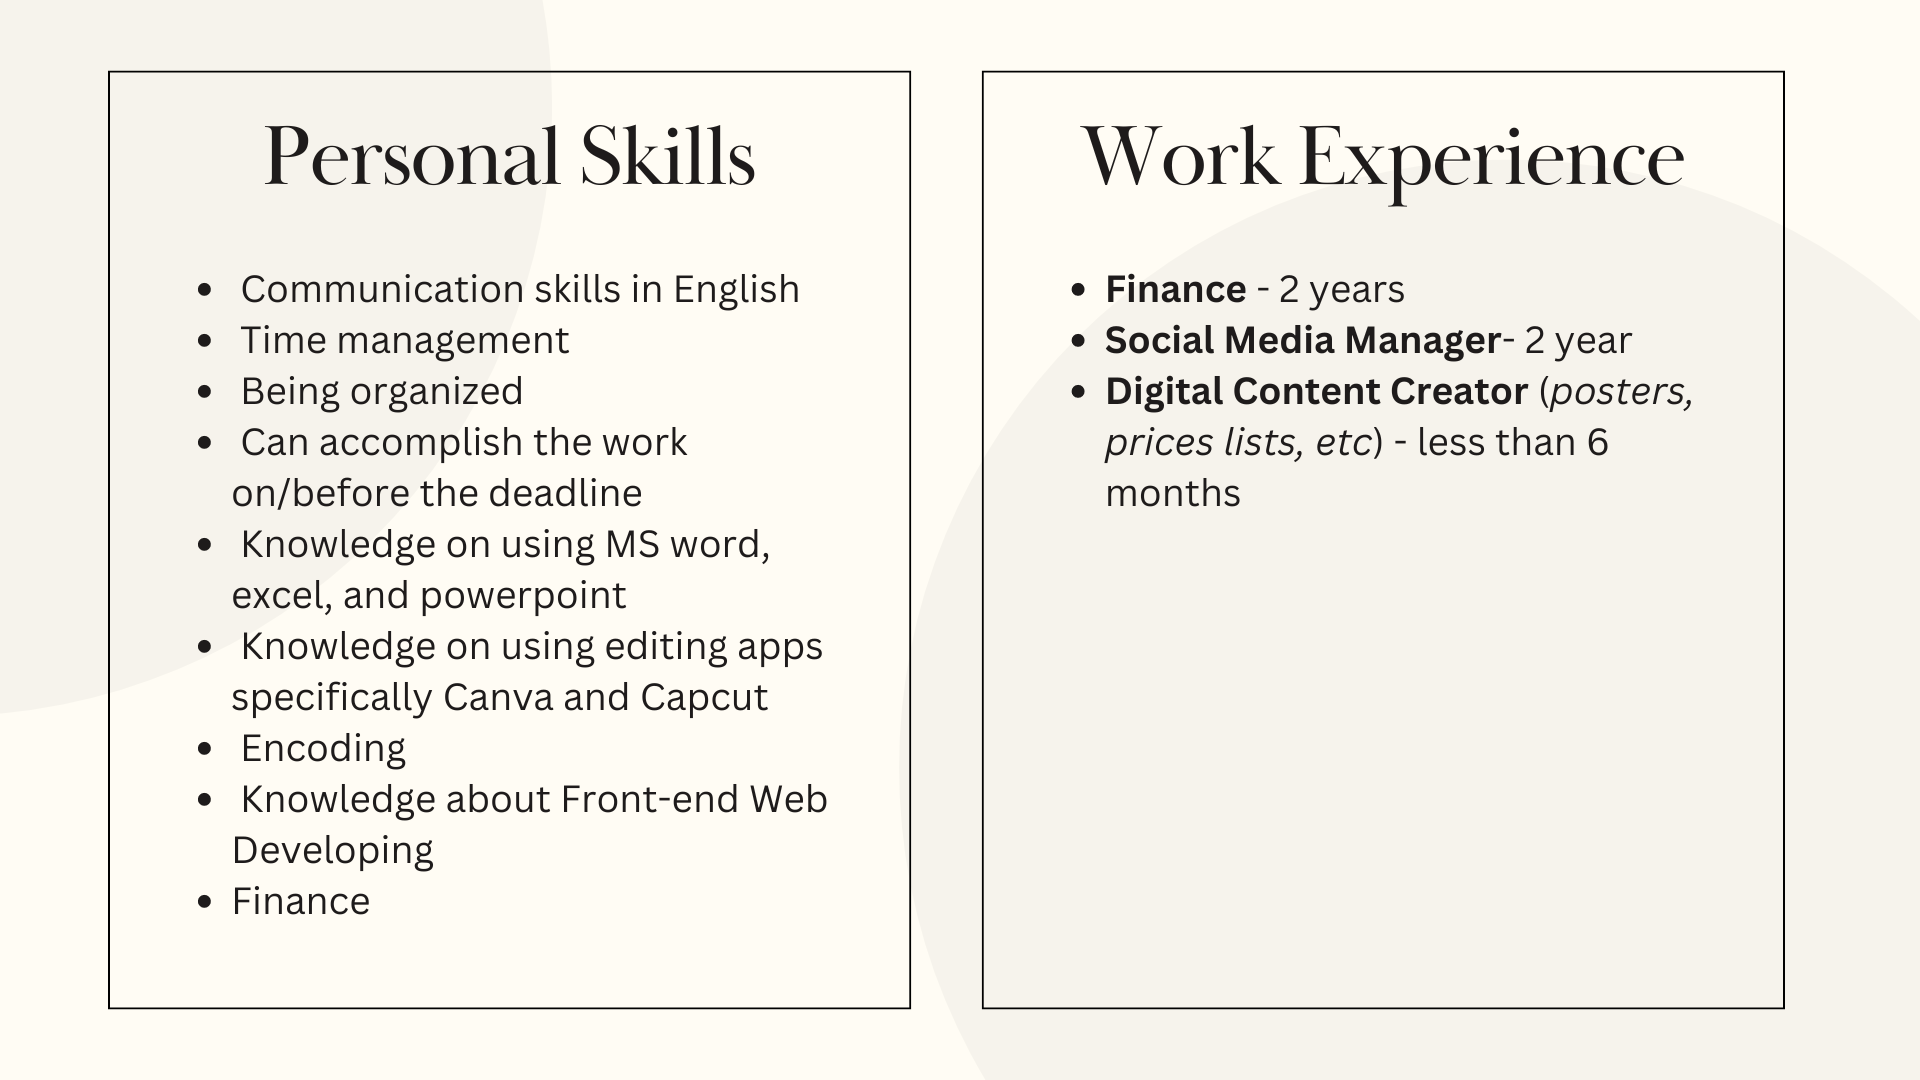 Personal Skills
• Communication skills in English
• Time management
• Being organized
• Can accomplish the work
on/before the deadline
• Knowledge on using MS word,
excel, and powerpoint
• Knowledge on using editing apps
specifically Canva and Capcut
• Encoding
• Knowledge about Front-end Web
Developing
• Finance
Work Experience
• Finance - 2 years
• Social Media Manager- 2 year
• Digital Content Creator (posters,
prices lists, etc) - less than 6
months